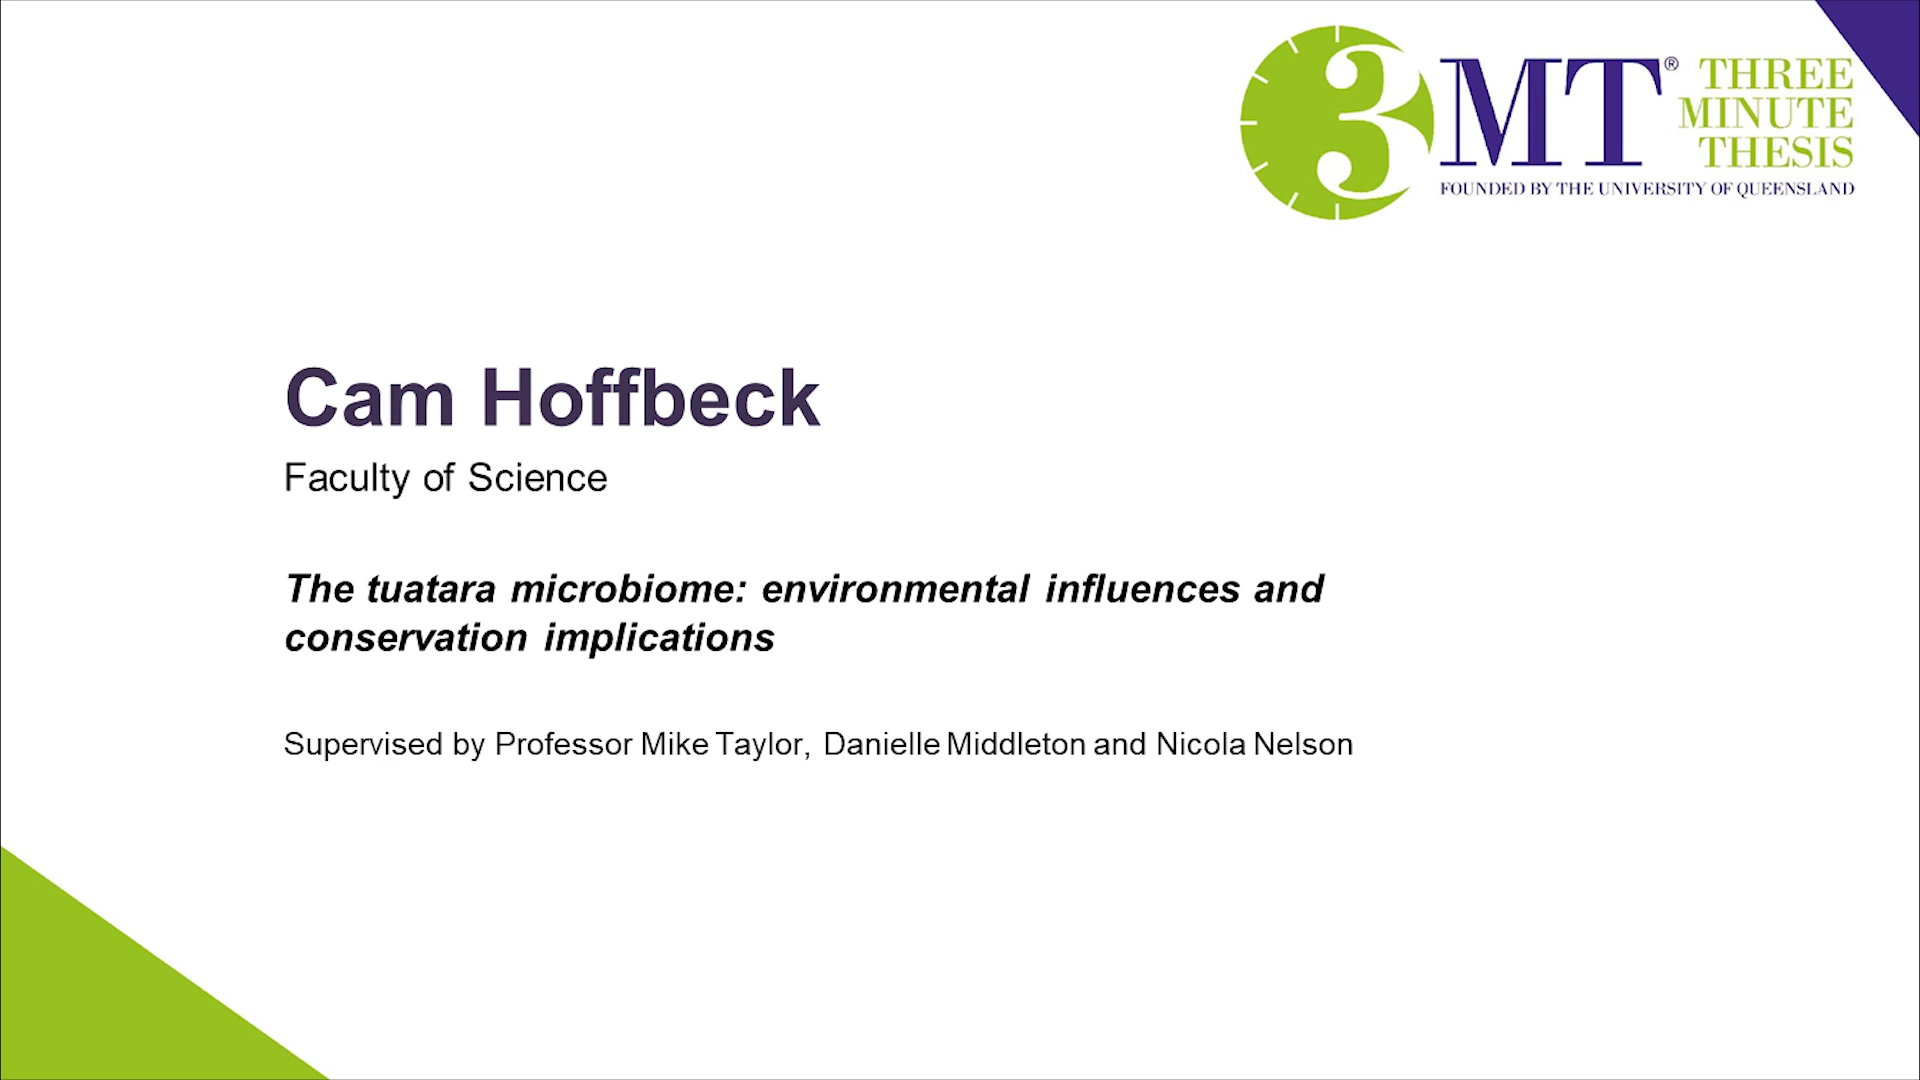 3MT® THREE
MINUTE
THESIS
FOUNDED BY THE UNIVERSITY OF QUEENSLAND
Cam Hoffbeck
Faculty of Science
The tuatara microbiome: environmental influences and
conservation implications
Supervised by Professor Mike Taylor, Danielle Middleton and Nicola Nelson